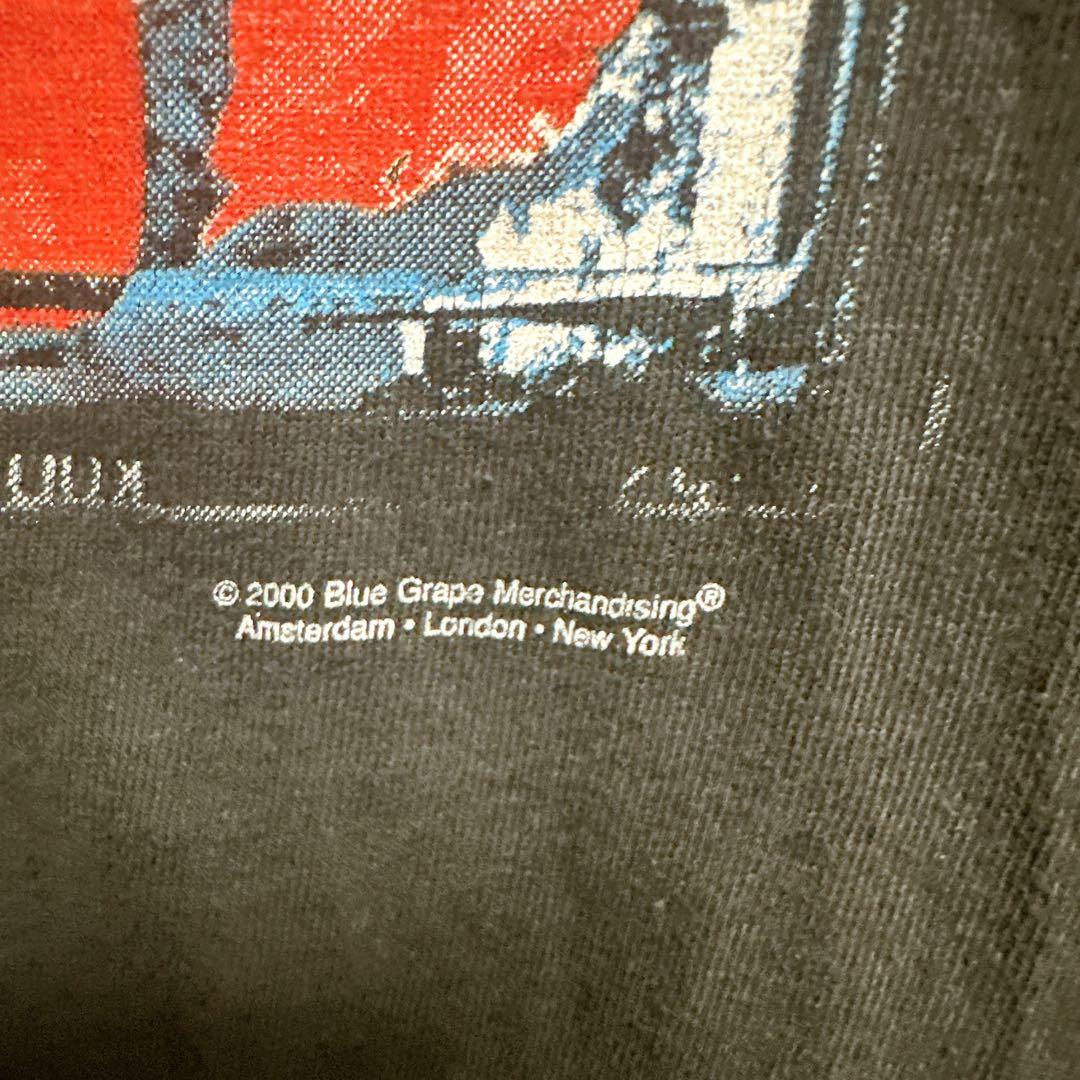 © 2000 Blue Grape Merchandising®
Amsterdam • London • New York